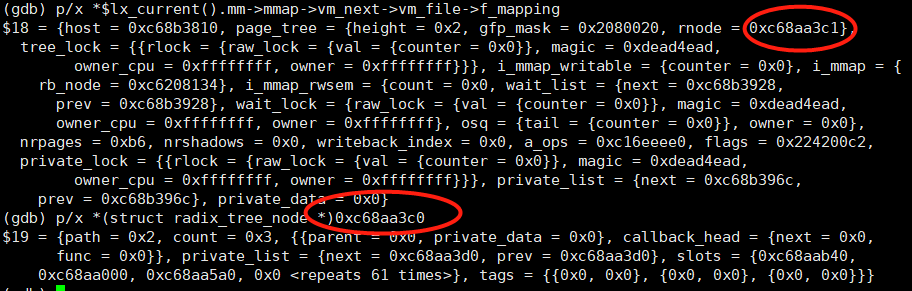 (gdb) p/x *$lx_current().mm->mmap->vm_next->vm_file->f_mapping
$18 = {host = 0xc68b3810, page_tree = {height = 0x2, gfp_mask = 0x2080020, rnode = 0xc68aa3c1},
tree_lock = {{rlock = {raw_lock = {val = {counter = 0x0}}, magic = 0xdead4ead,
owner_cpu = 0xffffffff, owner = 0xffffffff}}}, i_mmap_writable = {counter = 0x0}, i_mmap = {
rb_node = 0xc6208134}, i_mmap_rwsem = {count = 0x0, wait_list = {next = 0xc68b3928,
prev = 0xc68b3928}, wait_lock = {raw_lock = {val = {counter = 0x0}}, magic = 0xdead4ead,
owner_cpu = 0xffffffff, owner = 0xffffffff}, osq = {tail = {counter = 0x0}}, owner = 0x0},
nrpages = 0xb6, nrshadows = 0x0, writeback_index = 0x0, a_ops = 0xc16eeee0, flags = 0x224200c2,
private_lock = {{rlock = {raw_lock = {val = {counter = 0x0}}, magic = 0xdead4ead,
owner_cpu = 0xffffffff, owner = 0xffffffff}}}, private_list = {next = 0xc68b396c,
prev = 0xc68b396c}, private_data = 0x0}
(gdb) p/x *(struct radix_tree_node *)0xc68aa3c0
$19 = {path = 0x2, count = 0x3, {{parent = 0x0, private_data = 0x0}, callback_head = {next = 0x0,
func = 0x0}}, private_list = {next = 0xc68aa3d0, prev = 0xc68aa3d0}, slots = {0xc68aab40,
0xc68aa000, 0xc68aa5a0, 0x0 <repeats 61 times>}, tags = {{0x0, 0x0}, {0x0, 0x0}, {0x0, 0x0}}}